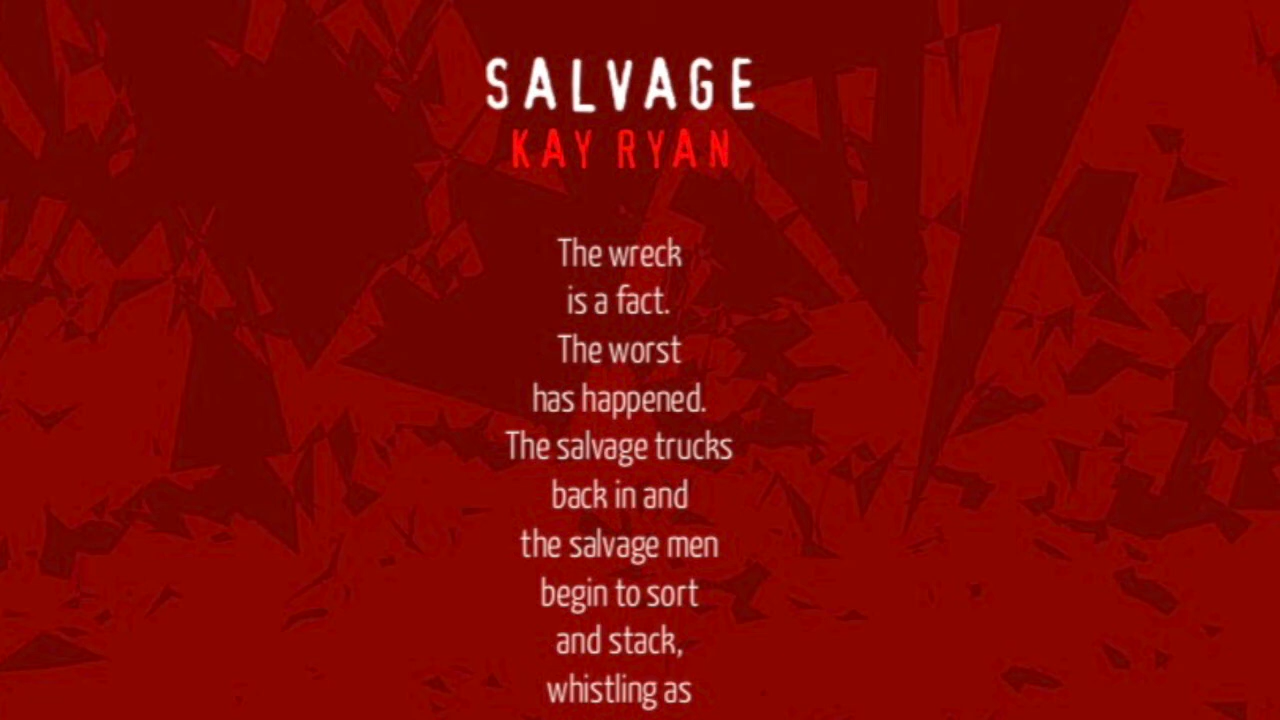 SALVAGE
KAY RYAN
The wreck
is a fact.
The worst
has happened.
The salvage trucks
back in and
the salvage men
begin to sort
and stack,
whistling as